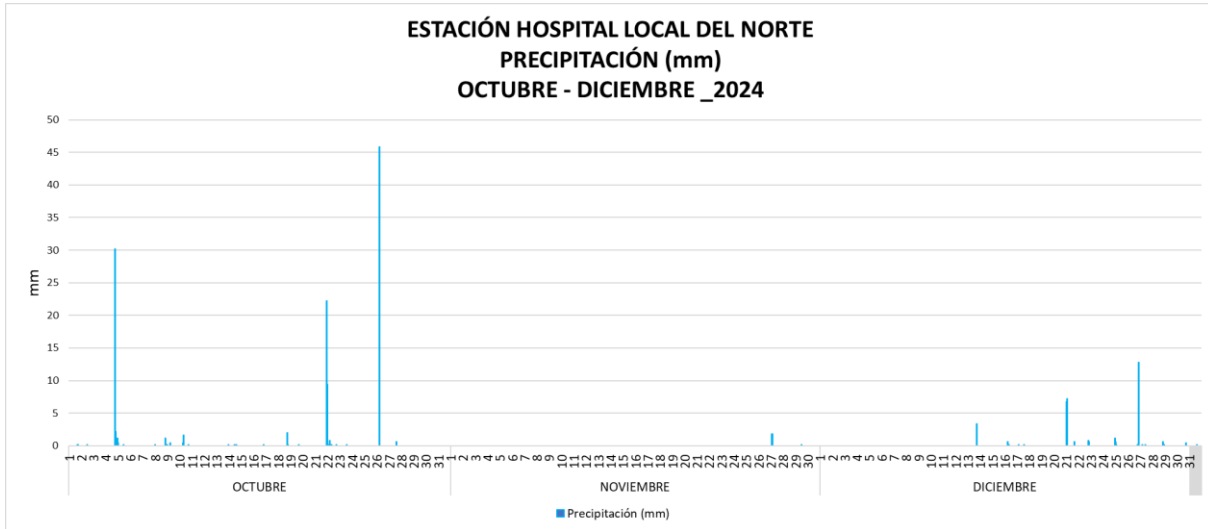 ESTACIÓN HOSPITAL LOCAL DEL NORTE
PRECIPITACIÓN (mm)
OCTUBRE - DICIEMBRE _2024
50
45
40
35
30
25
20
15
10
5
0
mm
1 2 3 4 5 6 7 8 9 10 11 12 13 14 15 16 17 18 19 20 21 22 23 24 25 26 27 28 29 30 31 1 2 3 4 5 6 7 8 9 10 11 12 13 14 15 16 17 18 19 20 21 22 23 24 25 26 27 28 29 30 1 2 3 4 5 6 7 8 9 10 11 12 13 14 15 16 17 18 19 20 21 22 23 24 25 26 27 28 29 30 31
OCTUBRE NOVIEMBRE DICIEMBRE
Precipitación (mm)